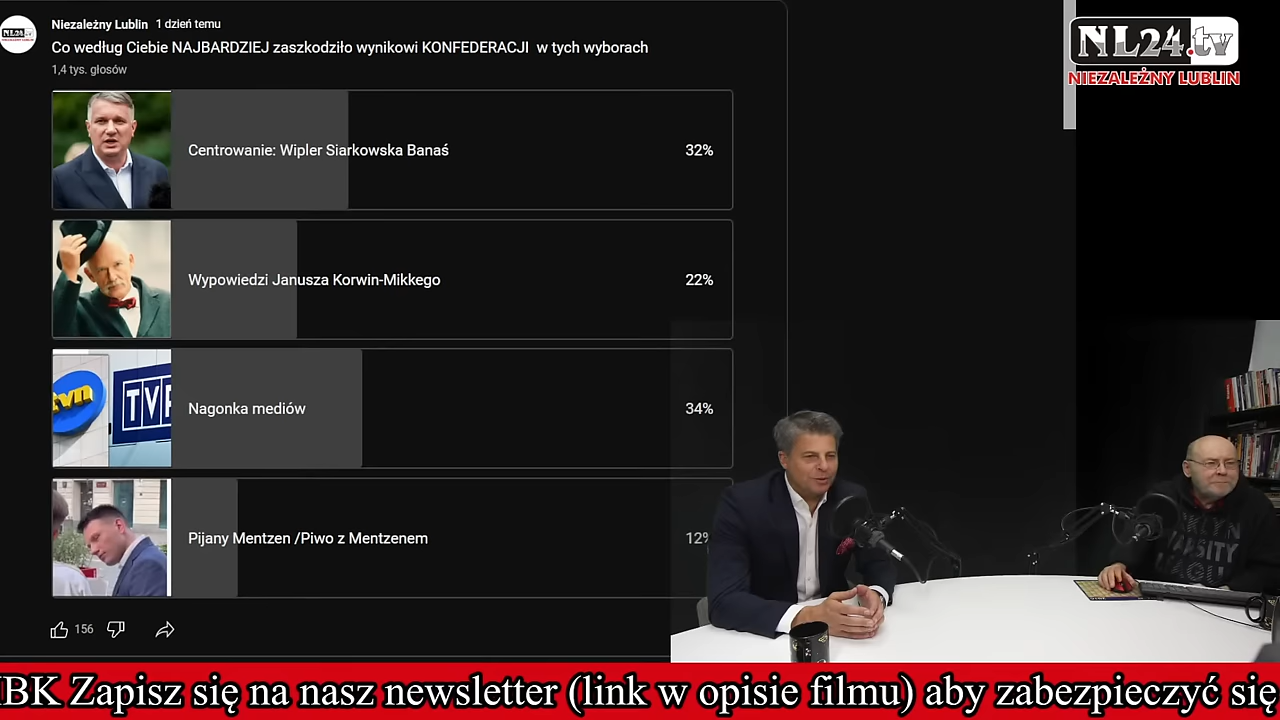 Niezależny Lublin 1 dzień temu
Co według Ciebie NAJBARDZIEJ zaszkodziło wynikowi KONFEDERACJI w tych wyborach
1,4 tys. głosów
Centrowanie: Wipler Siarkowska Banaś 32%
Wypowiedzi Janusza Korwin-Mikkego 22%
Nagonka mediów 34%
Pijany Mentzen /Piwo z Mentzenem 12%
156
NL24.tv
NIEZALEŻNY LUBLIN
TVP
IBK Zapisz się na nasz newsletter (link w opisie filmu) aby zabezpieczyć się